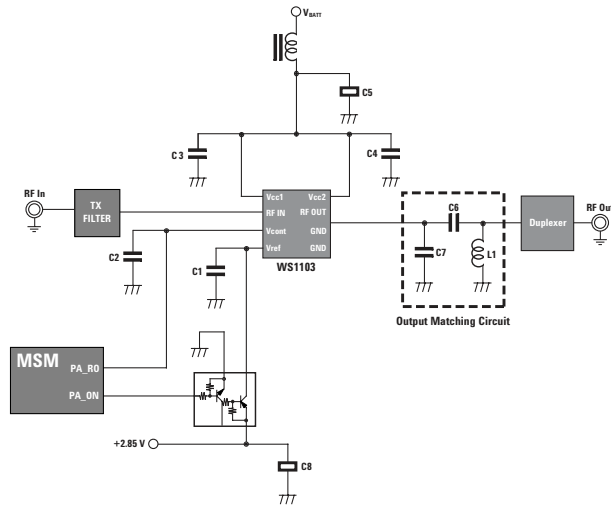 VBATT
C5
C3
C4
RF In
TX
FILTER
Vcc1
Vcc2
RF IN
RF OUT
Vcont
GND
Vref
GND
WS1103
C2
C1
C6
C7
L1
Duplexer
RF Out
Output Matching Circuit
MSM
PA_R0
PA_ON
+2.85 V
C8